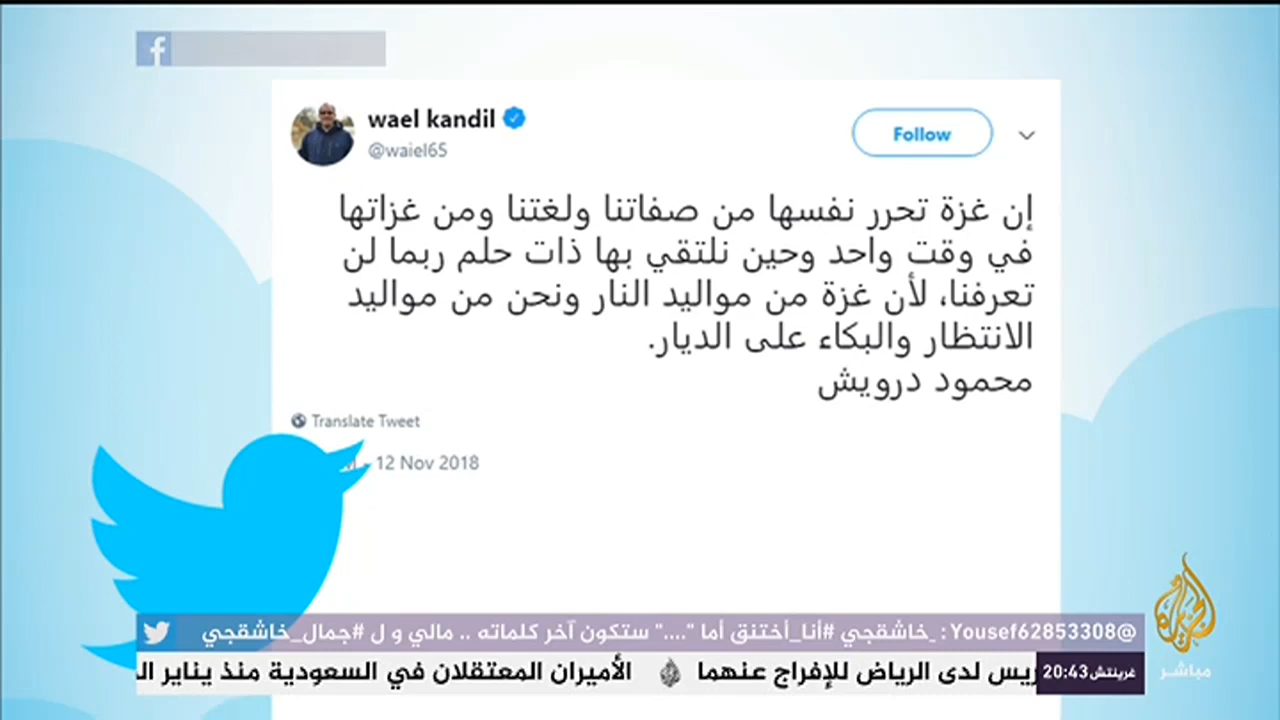 wael kandil
@waiel65
Follow
إن غزة تحرر نفسها من صفاتنا ولغتنا ومن غزاتها
في وقت واحد وحين نلتقي بها ذات حلم ربما لن
تعرفنا، لأن غزة من مواليد النار ونحن من مواليد
الانتظار والبكاء على الديار.
محمود درويش
Translate Tweet
- 12 Nov 2018
@Yousef62853308 : _خاشقجي #أنا_أختنق أما "...." ستكون آخر كلماته .. مالي و ل #جمال_خاشقجي
غرينتش 20:43
لدى الرياض للإفراج عنهما
الأميران المعتقلان في السعودية منذ يناير
الجزيرة
مباشر